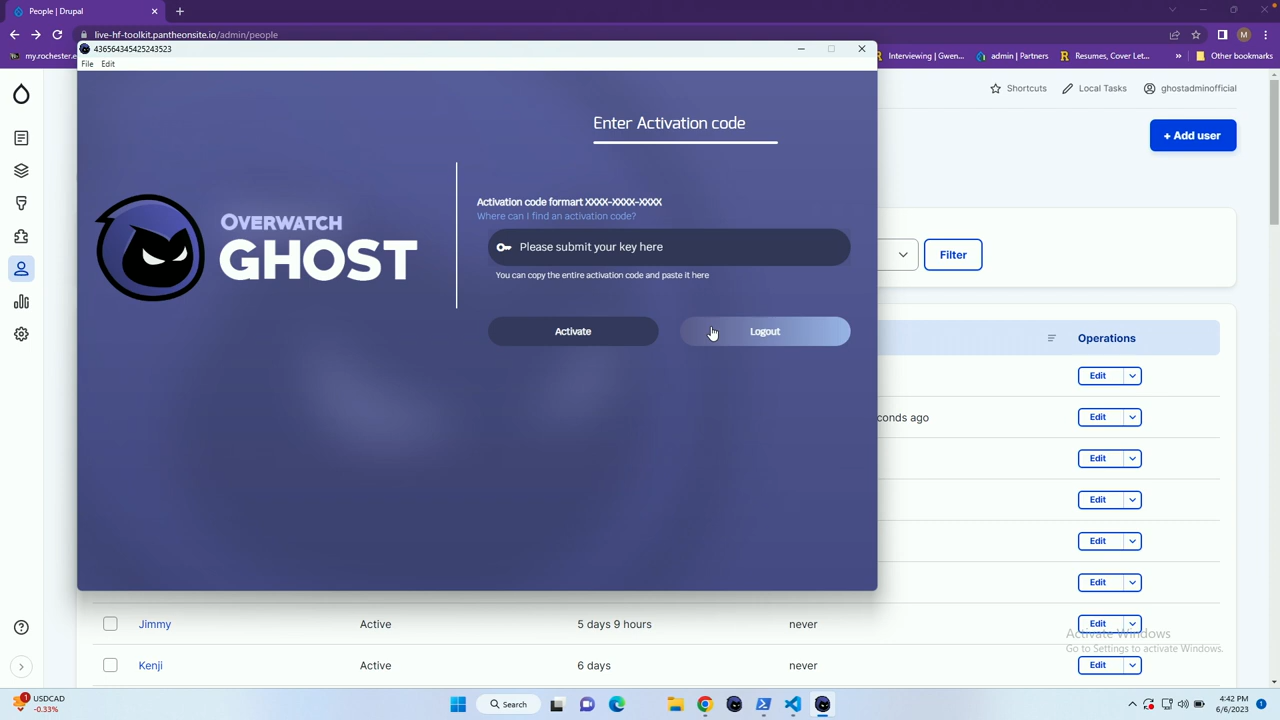 People | Drupal
live-hf-toolkit.pantheonsite.io/admin/people
M
my.rochester.e
Interviewing | Gwen...
admin | Partners
Resumes, Cover Let...
»
Other bookmarks
436564345425243523
File Edit
Shortcuts
Local Tasks
ghostadminofficial
+ Add user
Enter Activation code
Activation code formart XXXX-XXXX-XXXX
Where can I find an activation code?
OVERWATCH
GHOST
Please submit your key here
You can copy the entire activation code and paste it here
Activate
Logout
Filter
Operations
Edit
conds ago
Edit
Edit
Edit
Edit
Edit
Jimmy Active 5 days 9 hours never Edit
Kenji Active 6 days never Edit
Activate Windows
Go to Settings to activate Windows.
1
USDCAD
-0.33%
Search
4:42 PM
6/6/2023
1